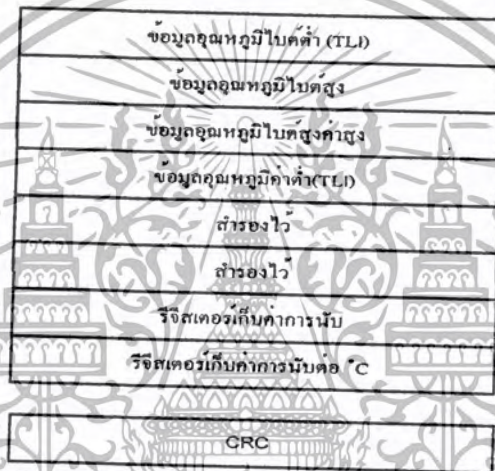 ข้อมูลอุณหภูมิไบต์ต่ำ (TLI)
ข้อมูลอุณหภูมิไบต์สูง
ข้อมูลอุณหภูมิไบต์สูงค่าสูง
ข้อมูลอุณหภูมิค่าต่ำ(TLI)
สำรองไว้
สำรองไว้
รีจิสเตอร์เก็บค่าการนับ
รีจิสเตอร์เก็บค่าการนับต่อ °C
CRC